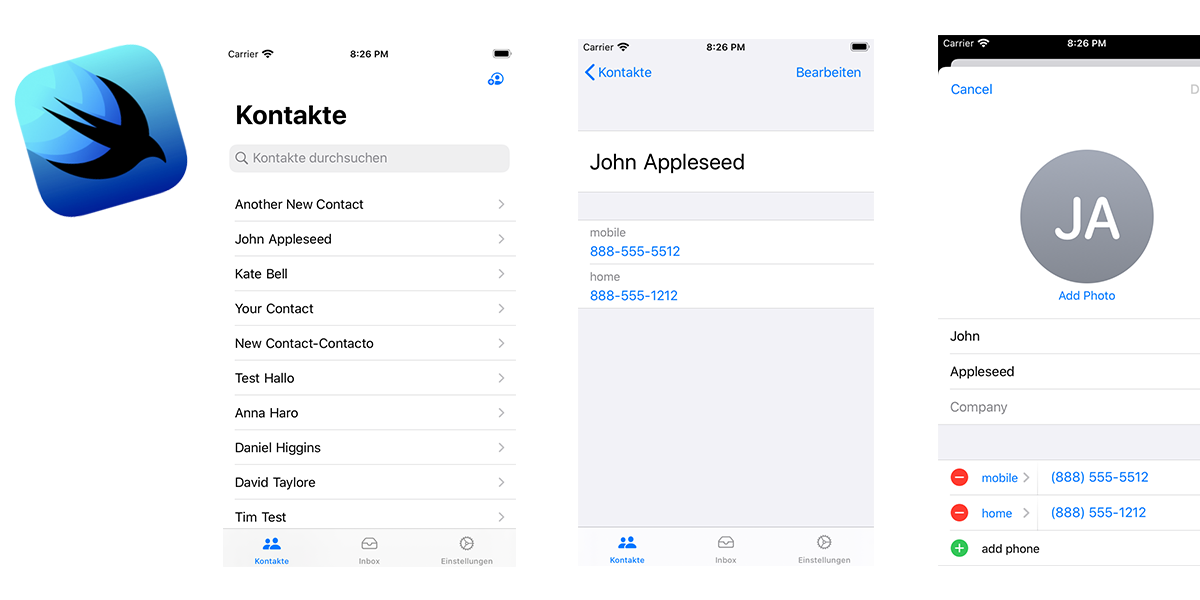 Carrier 8:26 PM
Kontakte
Kontakte durchsuchen
Another New Contact
John Appleseed
Kate Bell
Your Contact
New Contact-Contacto
Test Hallo
Anna Haro
Daniel Higgins
David Taylore
Tim Test
Kontakte Inbox Einstellungen
Carrier 8:26 PM
Kontakte Bearbeiten
John Appleseed
mobile
888-555-5512
home
888-555-1212
Kontakte Inbox Einstellungen
Carrier 8:26 PM
Cancel D
JA
Add Photo
John
Appleseed
Company
mobile (888) 555-5512
home (888) 555-1212
add phone